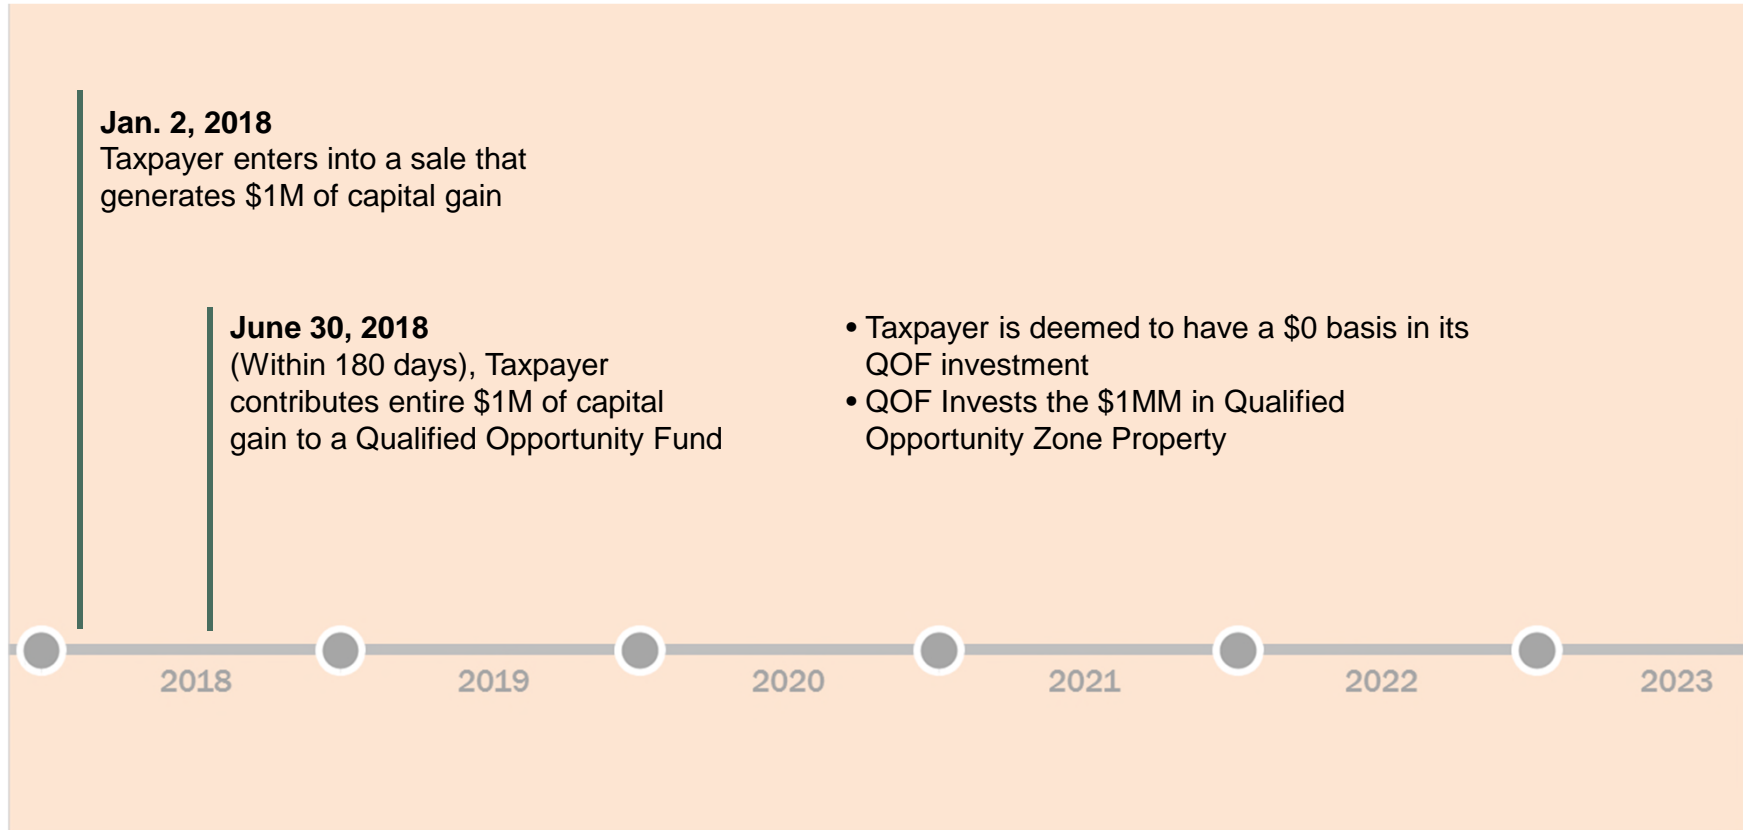 Jan. 2, 2018
Taxpayer enters into a sale that
generates $1M of capital gain
June 30, 2018
(Within 180 days), Taxpayer
contributes entire $1M of capital
gain to a Qualified Opportunity Fund
• Taxpayer is deemed to have a $0 basis in its
QOF investment
• QOF Invests the $1MM in Qualified
Opportunity Zone Property
2018
2019
2020
2021
2022
2023